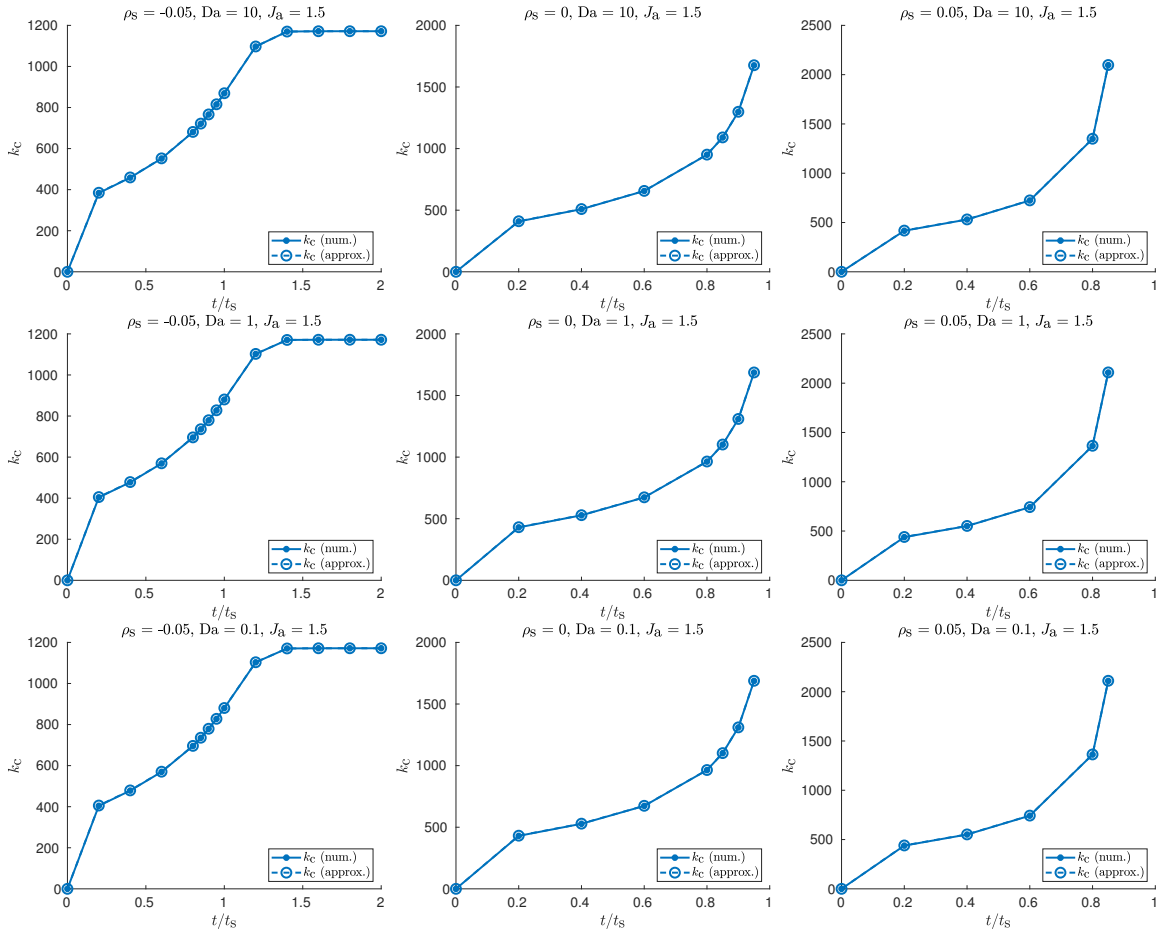 ρs = -0.05, Da = 10, Ja = 1.5
1200
1000
800
600
400
200
0
kc
0 0.5 1 1.5 2
t/ts
kc (num.)
kc (approx.)
ρs = 0, Da = 10, Ja = 1.5
2000
1500
1000
500
0
kc
0 0.2 0.4 0.6 0.8 1
t/ts
kc (num.)
kc (approx.)
ρs = 0.05, Da = 10, Ja = 1.5
2500
2000
1500
1000
500
0
kc
0 0.2 0.4 0.6 0.8 1
t/ts
kc (num.)
kc (approx.)
ρs = -0.05, Da = 1, Ja = 1.5
1200
1000
800
600
400
200
0
kc
0 0.5 1 1.5 2
t/ts
kc (num.)
kc (approx.)
ρs = 0, Da = 1, Ja = 1.5
2000
1500
1000
500
0
kc
0 0.2 0.4 0.6 0.8 1
t/ts
kc (num.)
kc (approx.)
ρs = 0.05, Da = 1, Ja = 1.5
2500
2000
1500
1000
500
0
kc
0 0.2 0.4 0.6 0.8 1
t/ts
kc (num.)
kc (approx.)
ρs = -0.05, Da = 0.1, Ja = 1.5
1200
1000
800
600
400
200
0
kc
0 0.5 1 1.5 2
t/ts
kc (num.)
kc (approx.)
ρs = 0, Da = 0.1, Ja = 1.5
2000
1500
1000
500
0
kc
0 0.2 0.4 0.6 0.8 1
t/ts
kc (num.)
kc (approx.)
ρs = 0.05, Da = 0.1, Ja = 1.5
2500
2000
1500
1000
500
0
kc
0 0.2 0.4 0.6 0.8 1
t/ts
kc (num.)
kc (approx.)